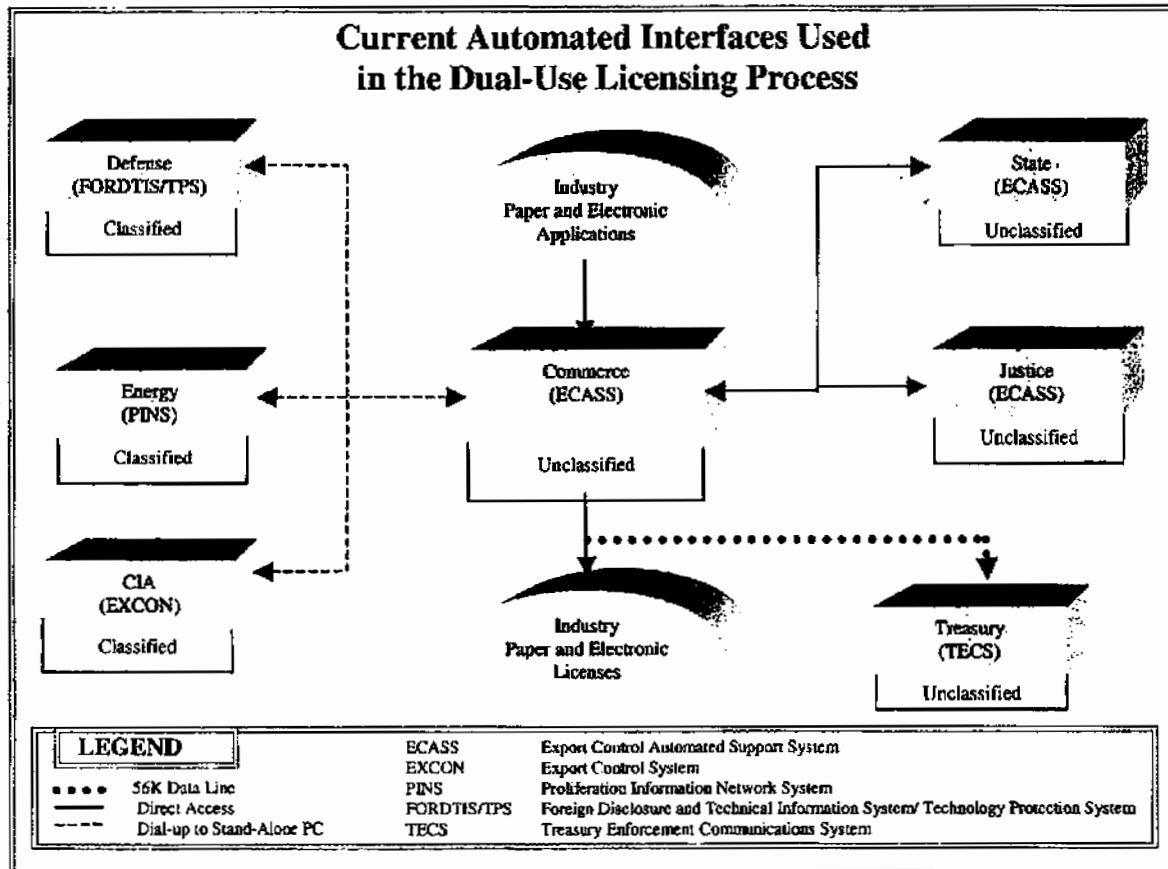 Current Automated Interfaces Used
in the Dual-Use Licensing Process
Defense
(FORDTIS/TPS)
Classified
Industry
Paper and Electronic
Applications
State
(ECASS)
Unclassified
Energy
(PINS)
Classified
Commerce
(ECASS)
Unclassified
Justice
(ECASS)
Unclassified
CIA
(EXCON)
Classified
Industry
Paper and Electronic
Licenses
Treasury
(TECS)
Unclassified
LEGEND
56K Data Line
Direct Access
Dial-up to Stand-Alone PC
ECASS Export Control Automated Support System
EXCON Export Control System
PINS Proliferation Information Network System
FORDTIS/TPS Foreign Disclosure and Technical Information System/ Technology Protection System
TECS Treasury Enforcement Communications System